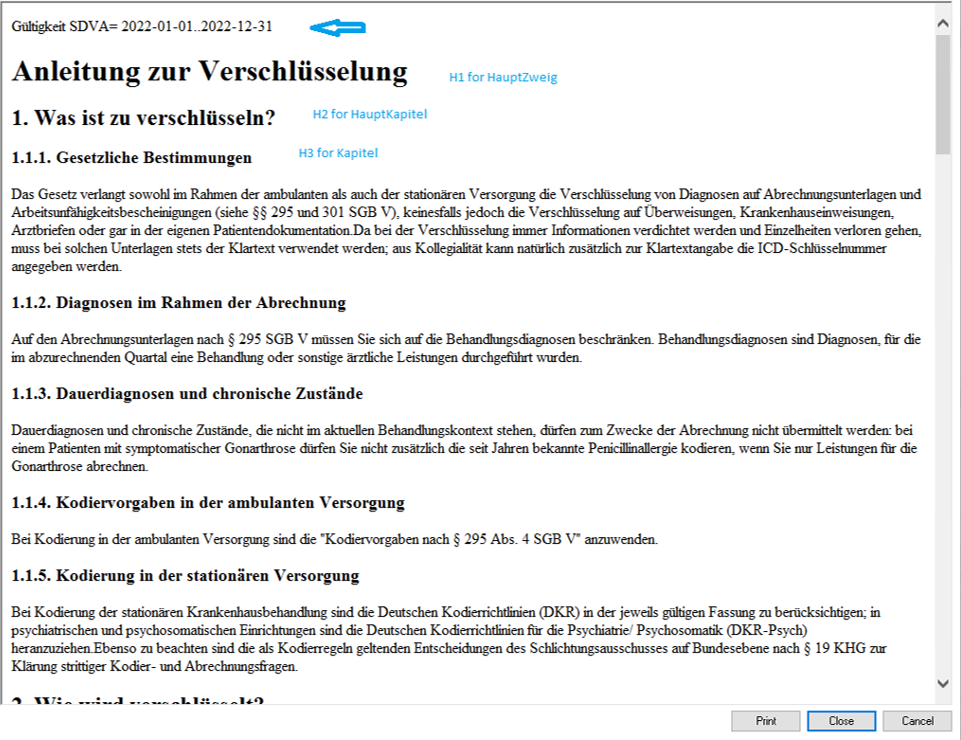 Gültigkeit SDVA= 2022-01-01..2022-12-31
Anleitung zur Verschlüsselung
H1 for HauptZweig
1. Was ist zu verschlüsseln?
H2 for HauptKapitel
1.1.1. Gesetzliche Bestimmungen
H3 for Kapitel
Das Gesetz verlangt sowohl im Rahmen der ambulanten als auch der stationären Versorgung die Verschlüsselung von Diagnosen auf Abrechnungsunterlagen und
Arbeitsunfähigkeitsbescheinigungen (siehe §§ 295 und 301 SGB V), keinesfalls jedoch die Verschlüsselung auf Überweisungen, Krankenhauseinweisungen,
Arztbriefen oder gar in der eigenen Patientendokumentation.Da bei der Verschlüsselung immer Informationen verdichtet werden und Einzelheiten verloren gehen,
muss bei solchen Unterlagen stets der Klartext verwendet werden; aus Kollegialität kann natürlich zusätzlich zur Klartextangabe die ICD-Schlüsselnummer
angegeben werden.
1.1.2. Diagnosen im Rahmen der Abrechnung
Auf den Abrechnungsunterlagen nach § 295 SGB V müssen Sie sich auf die Behandlungsdiagnosen beschränken. Behandlungsdiagnosen sind Diagnosen, für die
im abzurechnenden Quartal eine Behandlung oder sonstige ärztliche Leistungen durchgeführt wurden.
1.1.3. Dauerdiagnosen und chronische Zustände
Dauerdiagnosen und chronische Zustände, die nicht im aktuellen Behandlungskontext stehen, dürfen zum Zwecke der Abrechnung nicht übermittelt werden: bei
einem Patienten mit symptomatischer Gonarthrose dürfen Sie nicht zusätzlich die seit Jahren bekannte Penicillinallergie kodieren, wenn Sie nur Leistungen für die
Gonarthrose abrechnen.
1.1.4. Kodiervorgaben in der ambulanten Versorgung
Bei Kodierung in der ambulanten Versorgung sind die "Kodiervorgaben nach § 295 Abs. 4 SGB V" anzuwenden.
1.1.5. Kodierung in der stationären Versorgung
Bei Kodierung der stationären Krankenhausbehandlung sind die Deutschen Kodierrichtlinien (DKR) in der jeweils gültigen Fassung zu berücksichtigen; in
psychiatrischen und psychosomatischen Einrichtungen sind die Deutschen Kodierrichtlinien für die Psychiatrie/ Psychosomatik (DKR-Psych)
heranzuziehen.Ebenso zu beachten sind die als Kodierregeln geltenden Entscheidungen des Schlichtungsausschusses auf Bundesebene nach § 19 KHG zur
Klärung strittiger Kodier- und Abrechnungsfragen.
2. Wie wird verschlüsselt?
Print
Close
Cancel